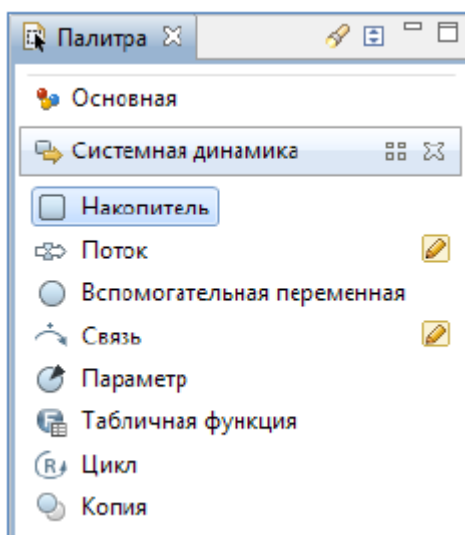 Палитра
Основная
Системная динамика
Накопитель
Поток
Вспомогательная переменная
Связь
Параметр
Табличная функция
Цикл
Копия